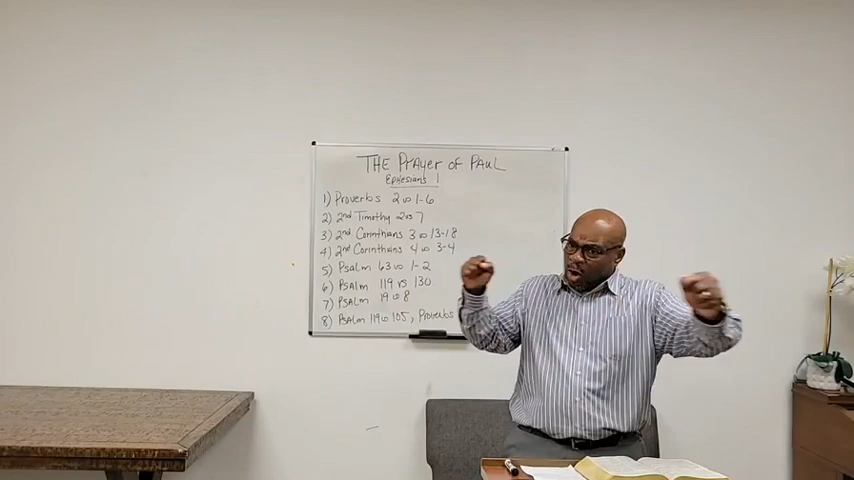 THE PRAYER OF PAUL
EPHESIANS 1
1) PROVERBS 2 vs 1-6
2) 2nd TIMOTHY 2 vs 7
3) 2nd CORINTHIANS 3 vs 13-18
4) 2nd CORINTHIANS 4 vs 3-4
5) PSALM 63 vs 1-2
6) PSALM 119 vs 130
7) PSALM 19 vs 8
8) PSALM 119 vs 105, PROVERBS